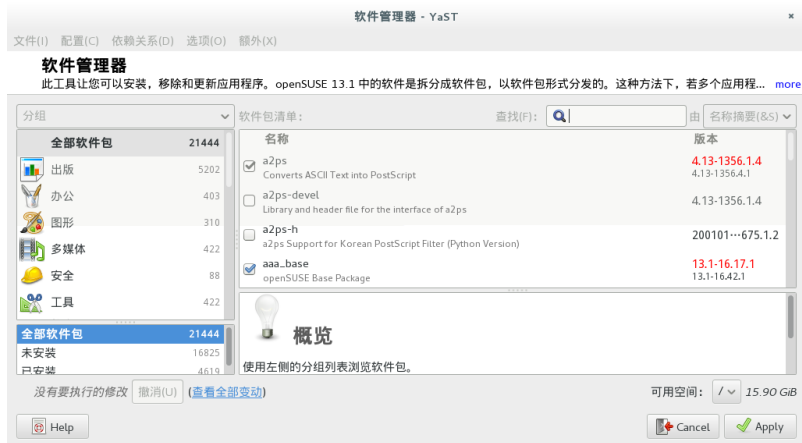 软件管理器 - YaST
文件(I) 配置(C) 依赖关系(D) 选项(O) 额外(X)
软件管理器
此工具让您可以安装，移除和更新应用程序。openSUSE 13.1 中的软件是拆分成软件包，以软件包形式分发的。这种方法下，若多个应用程... more
分组
软件包清单：
查找(F)：
由 名称摘要(&S)
全部软件包 21444
出版 5202
办公 403
图形 310
多媒体 422
安全 88
工具 422
全部软件包 21444
未安装 16825
已安装 4619
名称 版本
a2ps 4.13-1356.1.4
Converts ASCII Text into PostScript 4.13-1356.4.1
a2ps-devel 4.13-1356.1.4
Library and header file for the interface of a2ps
a2ps-h 200101···675.1.2
a2ps Support for Korean PostScript Filter (Python Version)
aaa_base 13.1-16.17.1
openSUSE Base Package 13.1-16.42.1
概览
使用左侧的分组列表浏览软件包。
没有要执行的修改 撤消(U) (查看全部变动) 可用空间： / 15.90 GiB
Help Cancel Apply